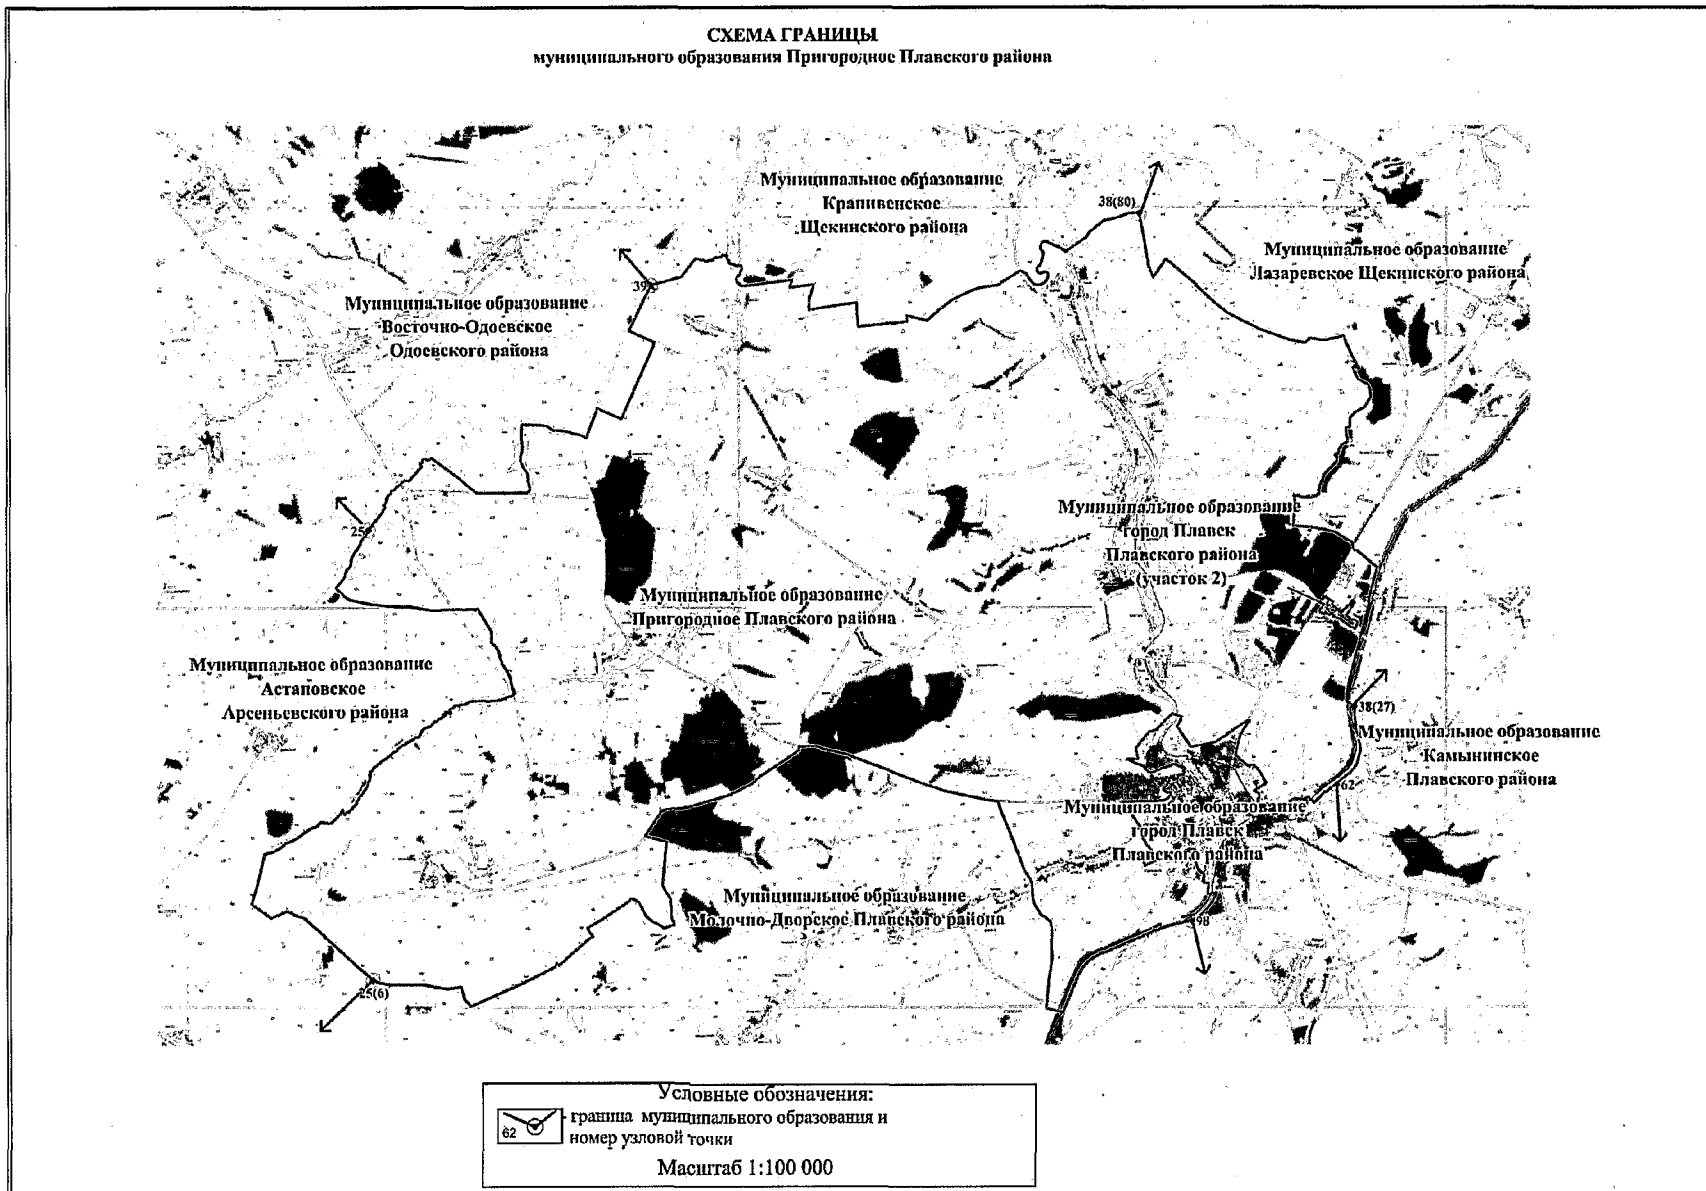 СХЕМА ГРАНИЦЫ
муниципального образования Пригородное Плавского района
Муниципальное образование
Крапивенское
Щекинского района
38(80)
Муниципальное образование
Лазаревское Щекинского района
39
Муниципальное образование
Восточно-Одоевское
Одоевского района
25
Муниципальное образование
город Плавск
Плавского района
(участок 2)
Муниципальное образование
Пригородное Плавского района
Муниципальное образование
Астаповское
Арсеньевского района
38(27)
Муниципальное образование
Камынинское
Плавского района
62
Муниципальное образование
город Плавск
Плавского района
Муниципальное образование
Молочно-Дворское Плавского района
98
25(6)
Условные обозначения:
62
граница муниципального образования и
номер узловой точки
Масштаб 1:100 000